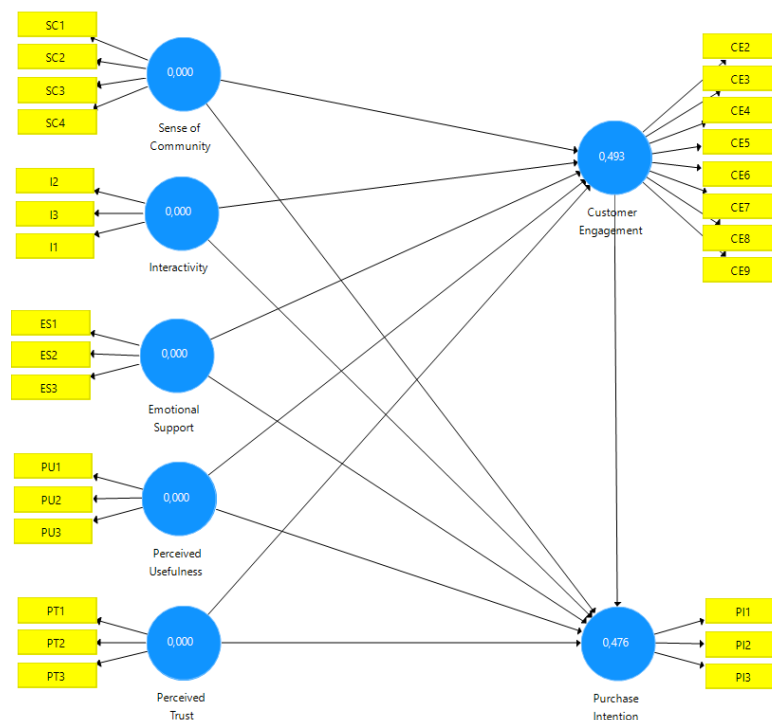 SC1
SC2
SC3
SC4
0,000
Sense of
Community
I2
I3
I1
0,000
Interactivity
ES1
ES2
ES3
0,000
Emotional
Support
PU1
PU2
PU3
0,000
Perceived
Usefulness
PT1
PT2
PT3
0,000
Perceived
Trust
0,493
Customer
Engagement
CE2
CE3
CE4
CE5
CE6
CE7
CE8
CE9
0,476
Purchase
Intention
PI1
PI2
PI3